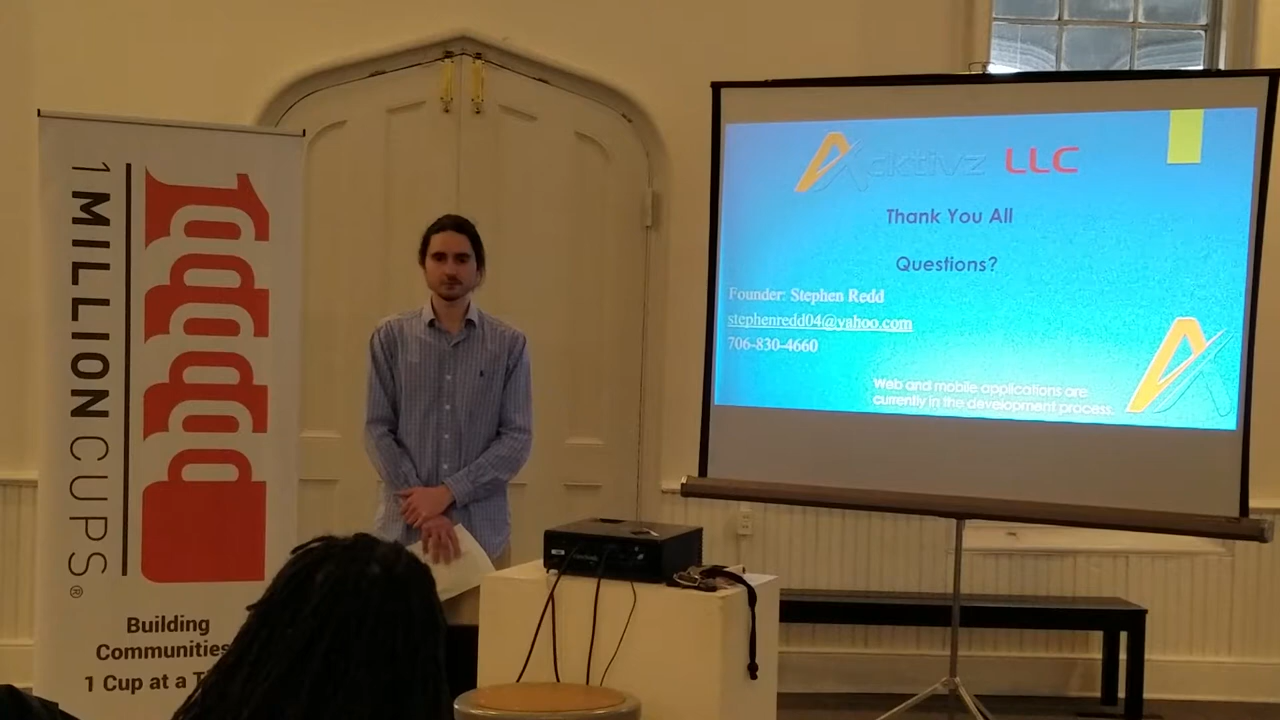 1 MILLION CUPS®
Building
Communities
1 Cup at a
Aktivz LLC
Thank You All
Questions?
Founder: Stephen Redd
stephenredd04@yahoo.com
706-830-4660
Web and mobile applications are
currently in the development process.